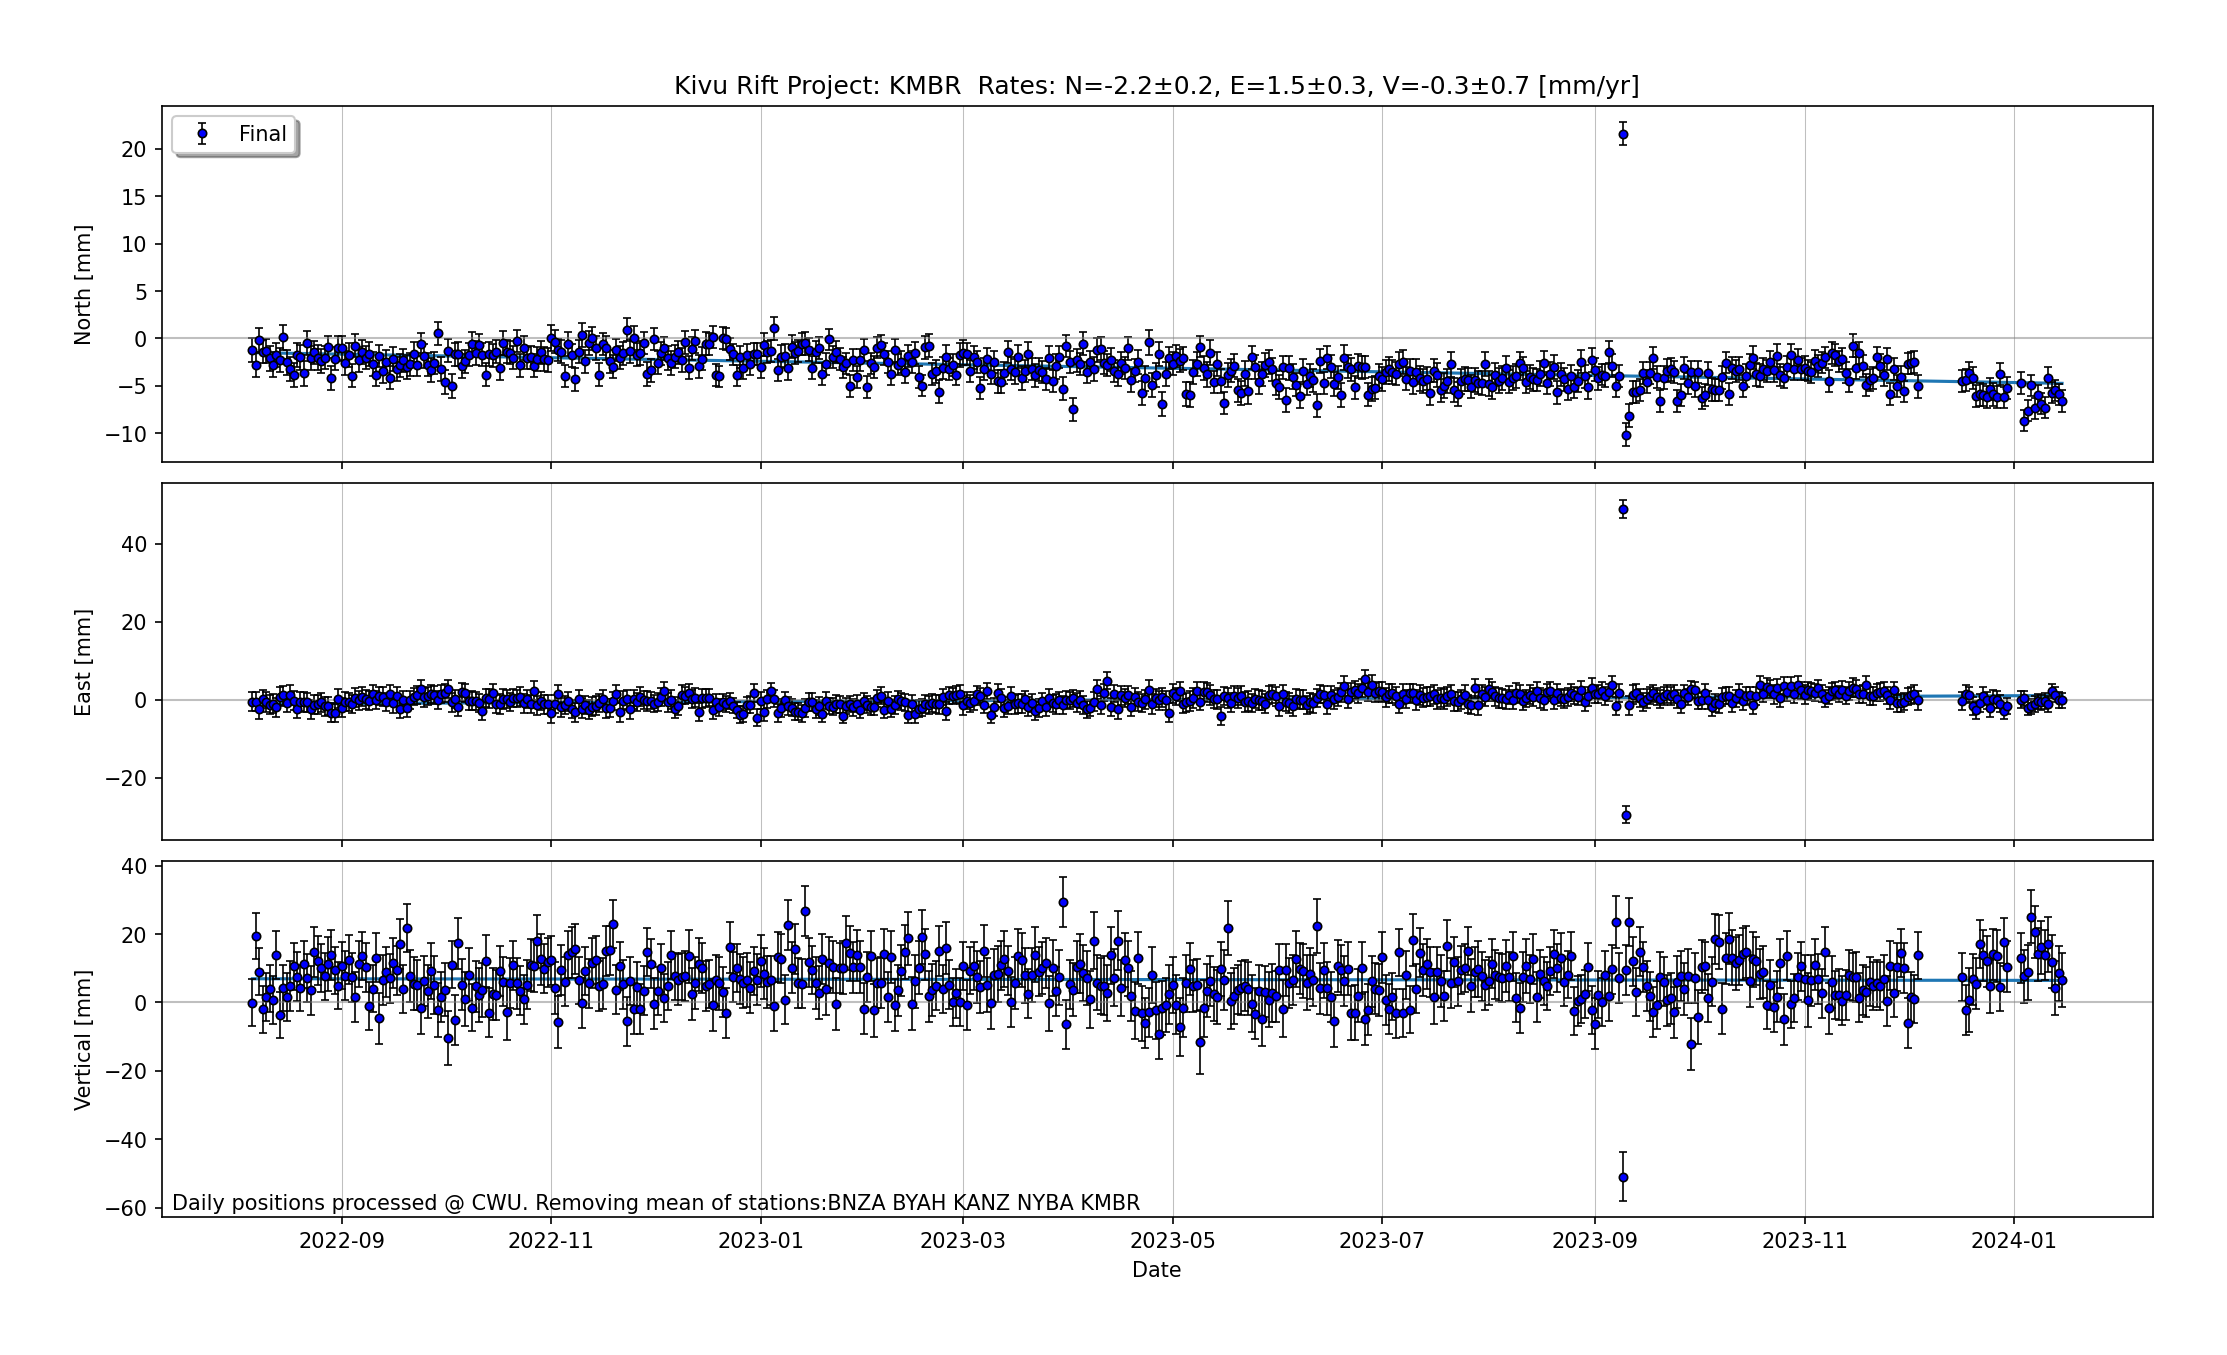 Kivu Rift Project: KMBR  Rates: N=-2.2±0.2, E=1.5±0.3, V=-0.3±0.7 [mm/yr]
Final
North [mm]
20
15
10
5
0
−5
−10
East [mm]
40
20
0
−20
Vertical [mm]
40
20
0
−20
−40
−60
Daily positions processed @ CWU. Removing mean of stations:BNZA BYAH KANZ NYBA KMBR
2022-09 2022-11 2023-01 2023-03 2023-05 2023-07 2023-09 2023-11 2024-01
Date